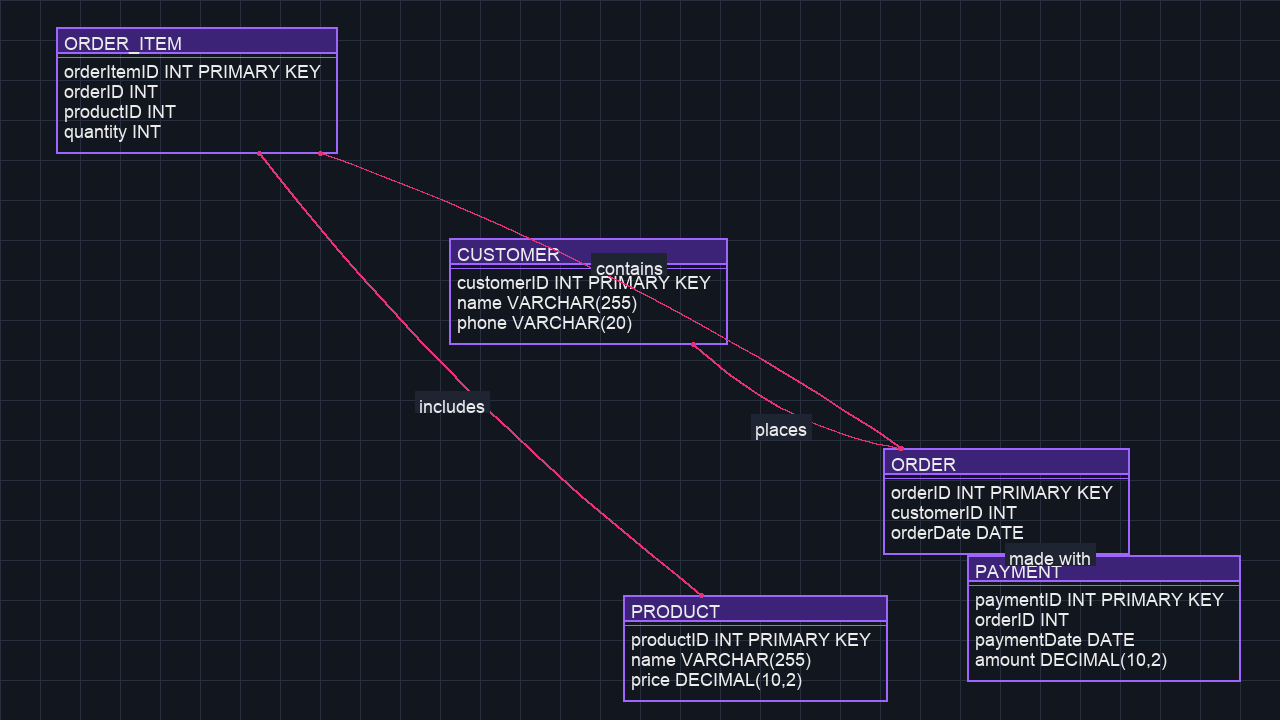 ORDER_ITEM
orderItemID INT PRIMARY KEY
orderID INT
productID INT
quantity INT
CUSTOMER
contains
customerID INT PRIMARY KEY
name VARCHAR(255)
phone VARCHAR(20)
includes
places
ORDER
orderID INT PRIMARY KEY
customerID INT
orderDate DATE
made with
PAYMENT
paymentID INT PRIMARY KEY
orderID INT
paymentDate DATE
amount DECIMAL(10,2)
PRODUCT
productID INT PRIMARY KEY
name VARCHAR(255)
price DECIMAL(10,2)